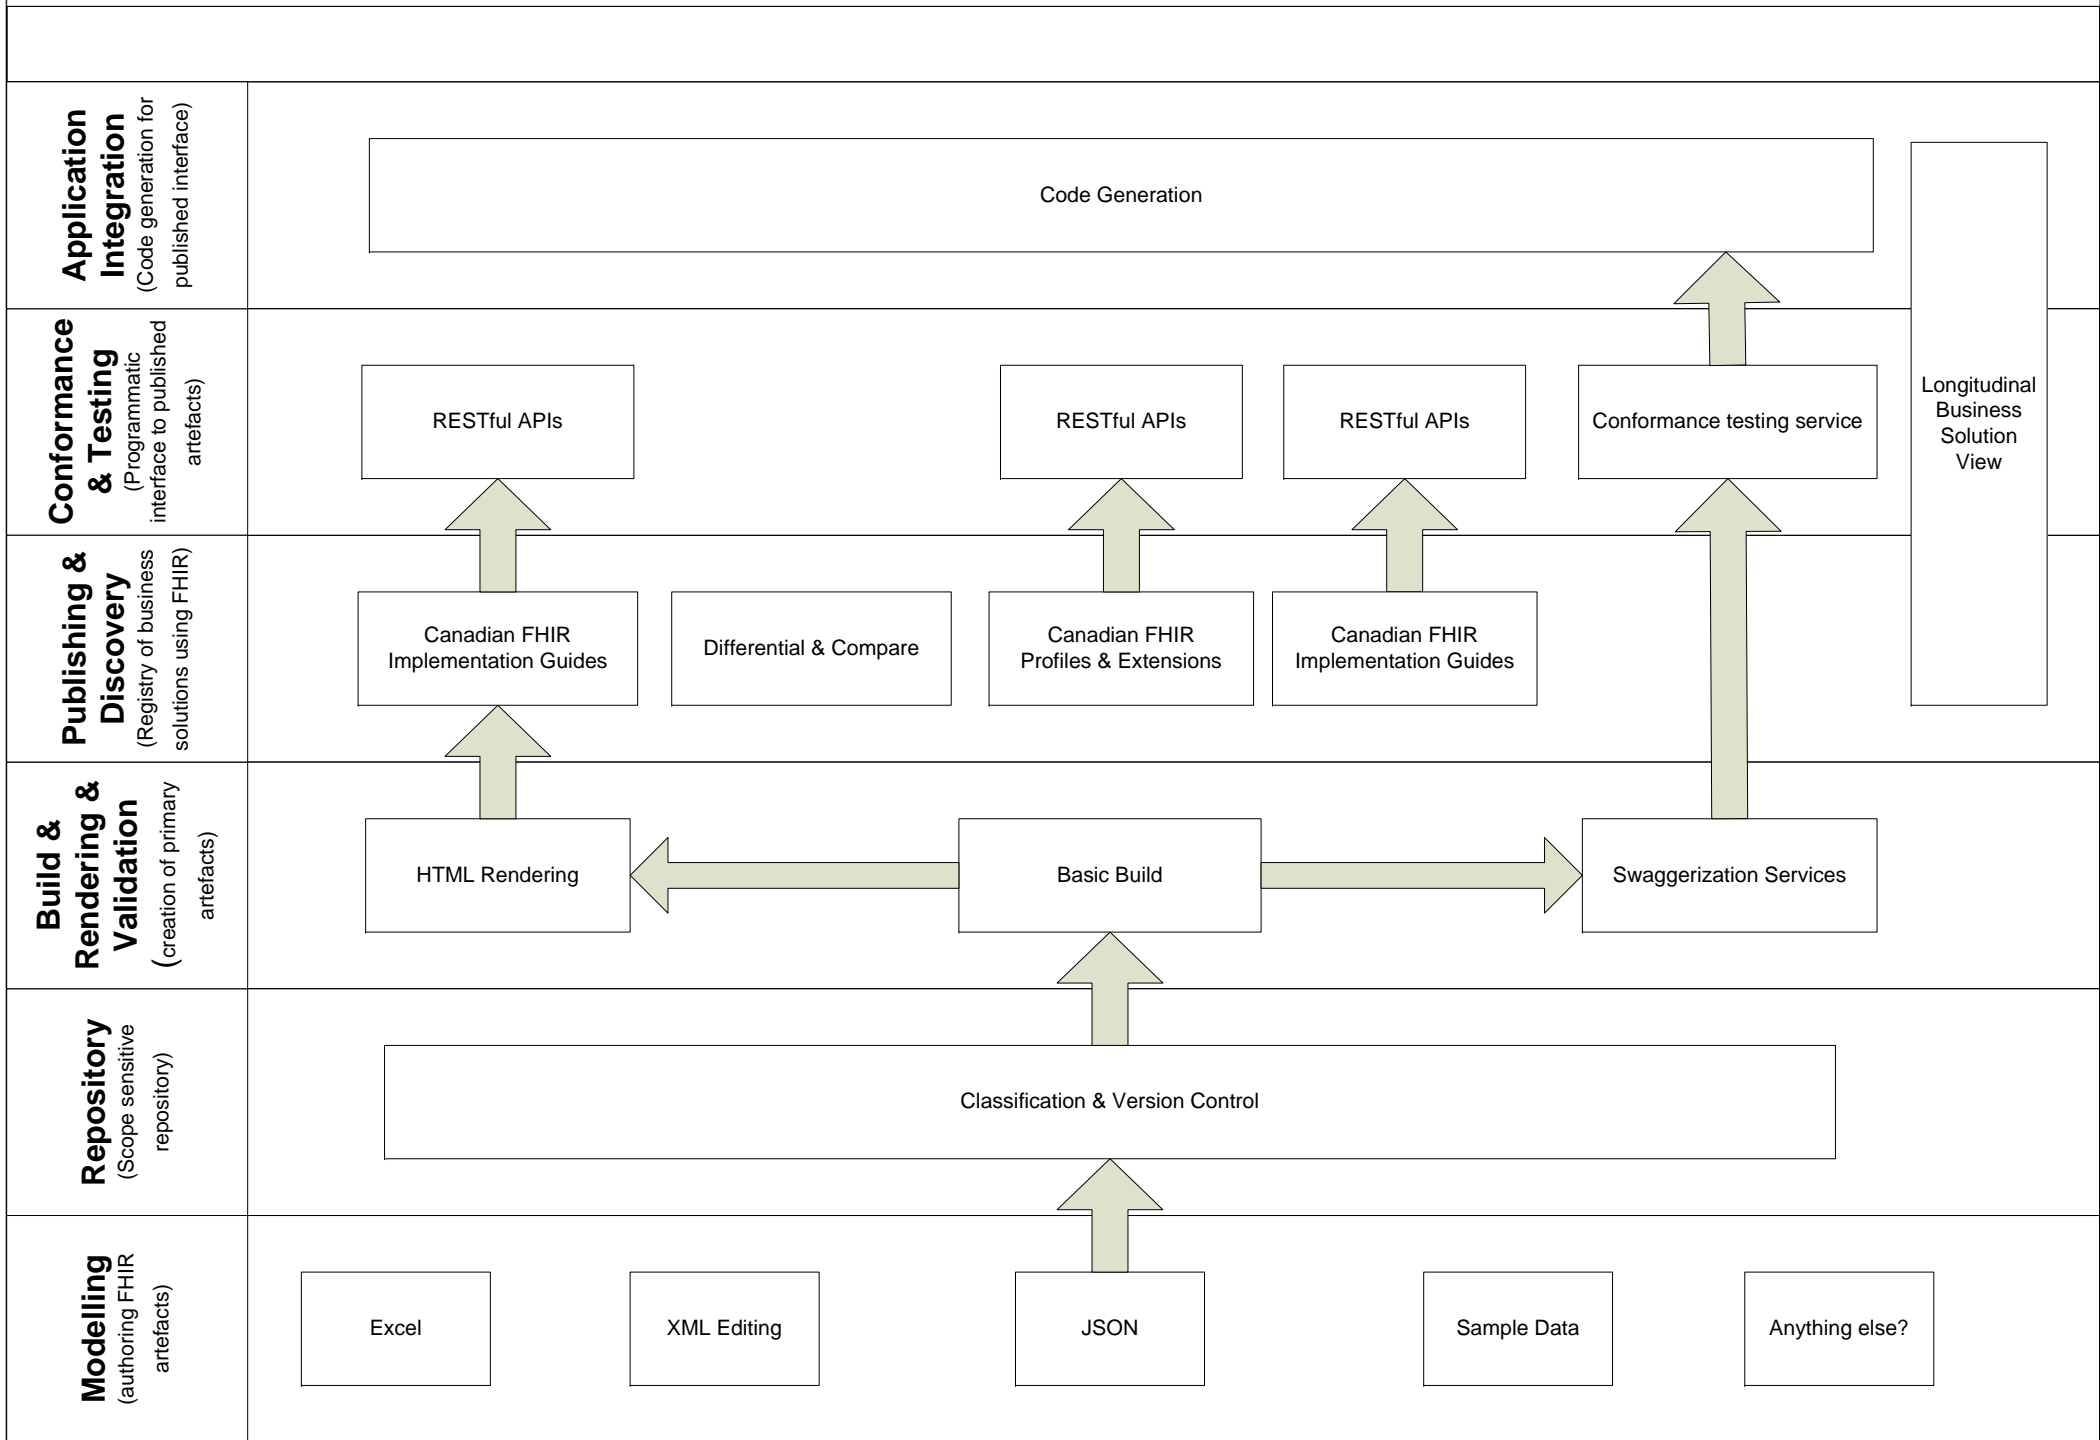 Application
Integration
(Code generation for
published interface)
Code Generation
Conformance
& Testing
(Programmatic
interface to published
artefacts)
RESTful APIs
RESTful APIs
RESTful APIs
Conformance testing service
Longitudinal
Business
Solution
View
Publishing &
Discovery
(Registry of business
solutions using FHIR)
Canadian FHIR
Implementation Guides
Differential & Compare
Canadian FHIR
Profiles & Extensions
Canadian FHIR
Implementation Guides
Build &
Rendering &
Validation
(creation of primary
artefacts)
HTML Rendering
Basic Build
Swaggerization Services
Repository
(Scope sensitive
repository)
Classification & Version Control
Modelling
(authoring FHIR
artefacts)
Excel
XML Editing
JSON
Sample Data
Anything else?